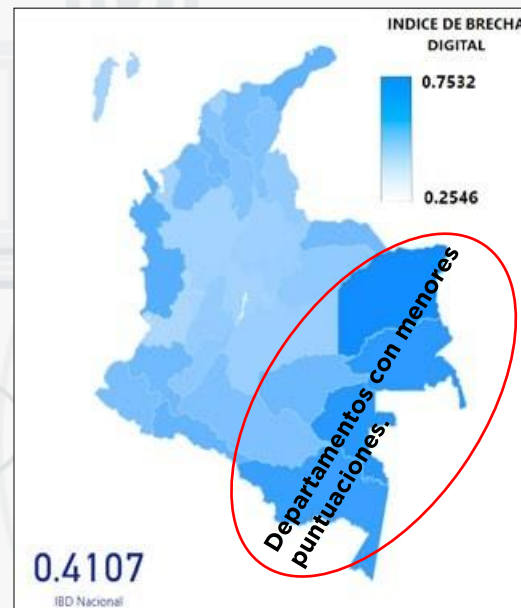 INDICE DE BRECHA
DIGITAL
0.7532
0.2546
Departamentos con menores
puntuaciones.
0.4107
IBD Nacional